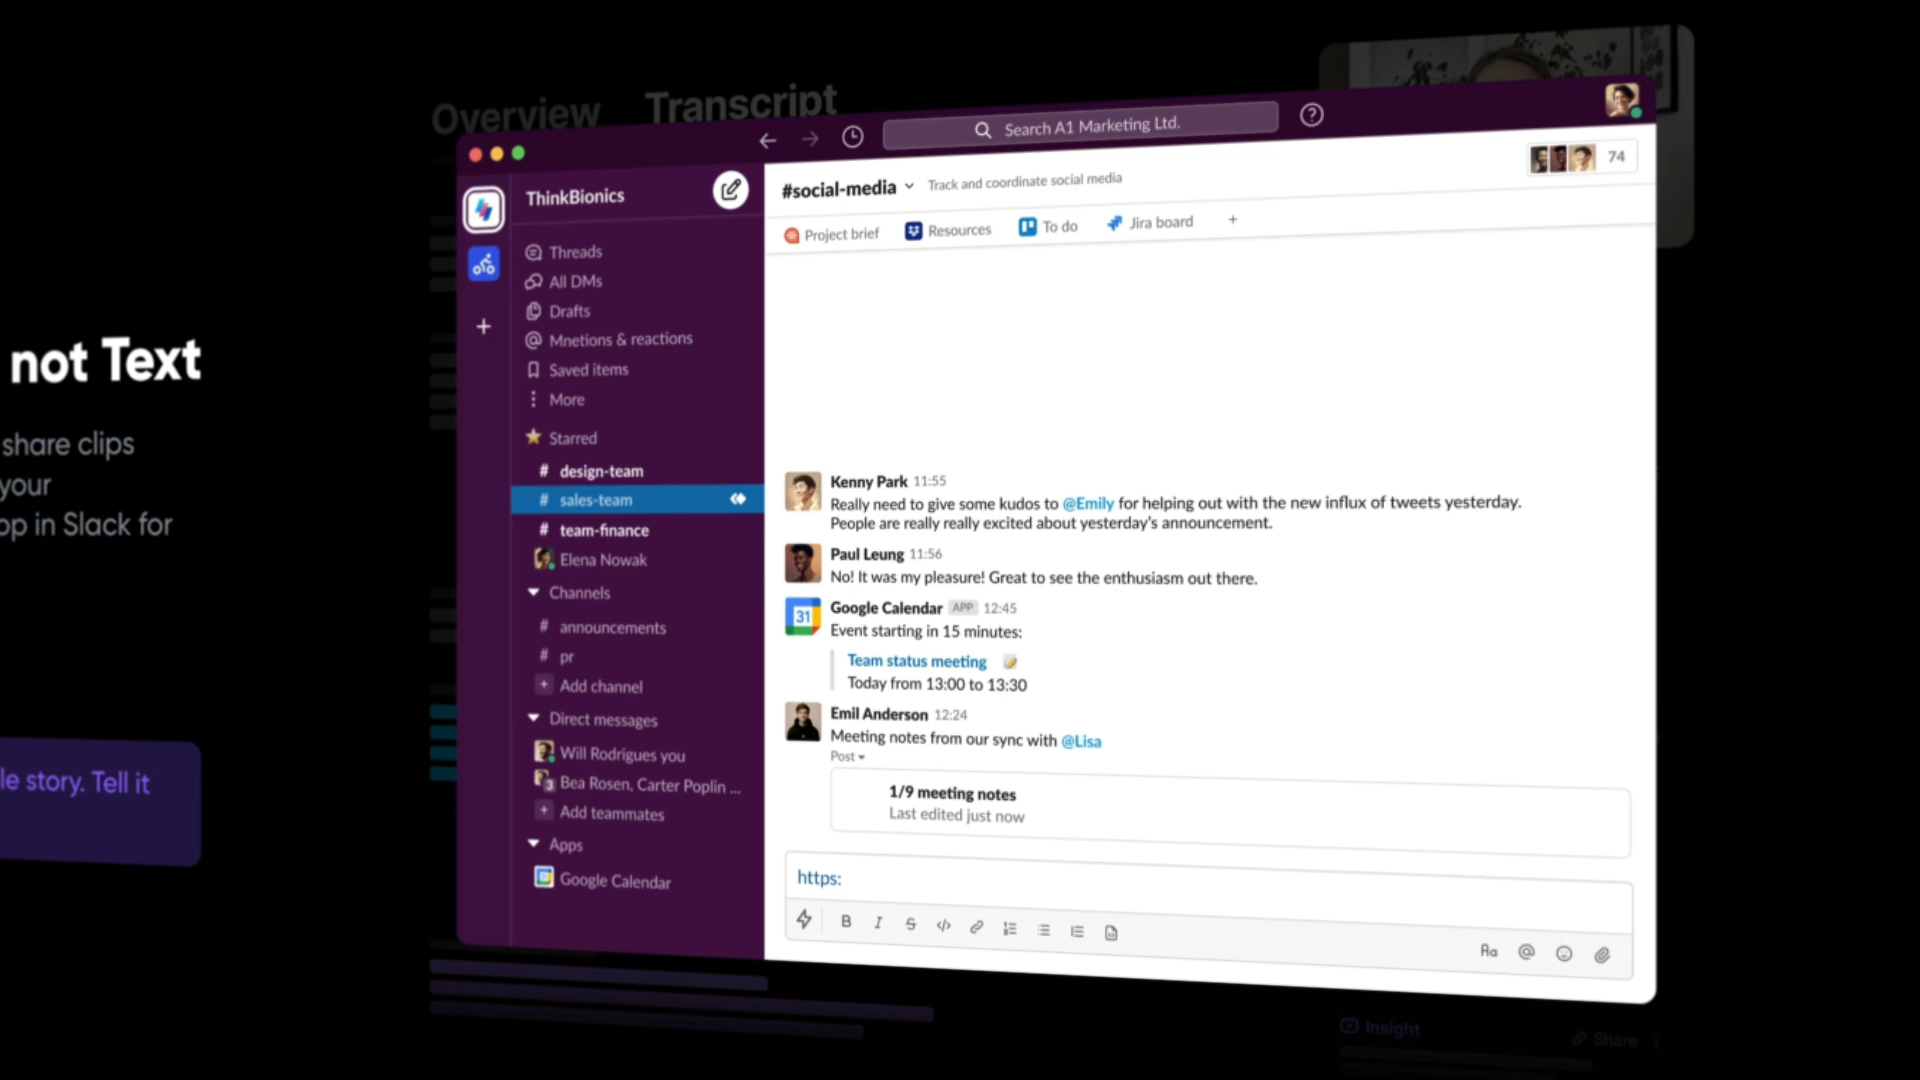 Overview
Transcript
Search A1 Marketing Ltd.
not Text
share clips
your
op in Slack for
le story. Tell it
ThinkBionics
Threads
All DMs
Drafts
Mnetions & reactions
Saved items
More
Starred
# design-team
# sales-team
# team-finance
Elena Nowak
Channels
# announcements
# pr
+ Add channel
Direct messages
Will Rodrigues you
3 Bea Rosen, Carter Poplin ...
+ Add teammates
Apps
Google Calendar
#social-media
Track and coordinate social media
74
Project brief
Resources
To do
Jira board
+
Kenny Park 11:55
Really need to give some kudos to @Emily for helping out with the new influx of tweets yesterday.
People are really really excited about yesterday's announcement.
Paul Leung 11:56
No! It was my pleasure! Great to see the enthusiasm out there.
31
Google Calendar APP 12:45
Event starting in 15 minutes:
Team status meeting
Today from 13:00 to 13:30
Emil Anderson 12:24
Meeting notes from our sync with @Lisa
Post
1/9 meeting notes
Last edited just now
https:
B I S </>
Aa @
Insight
Share